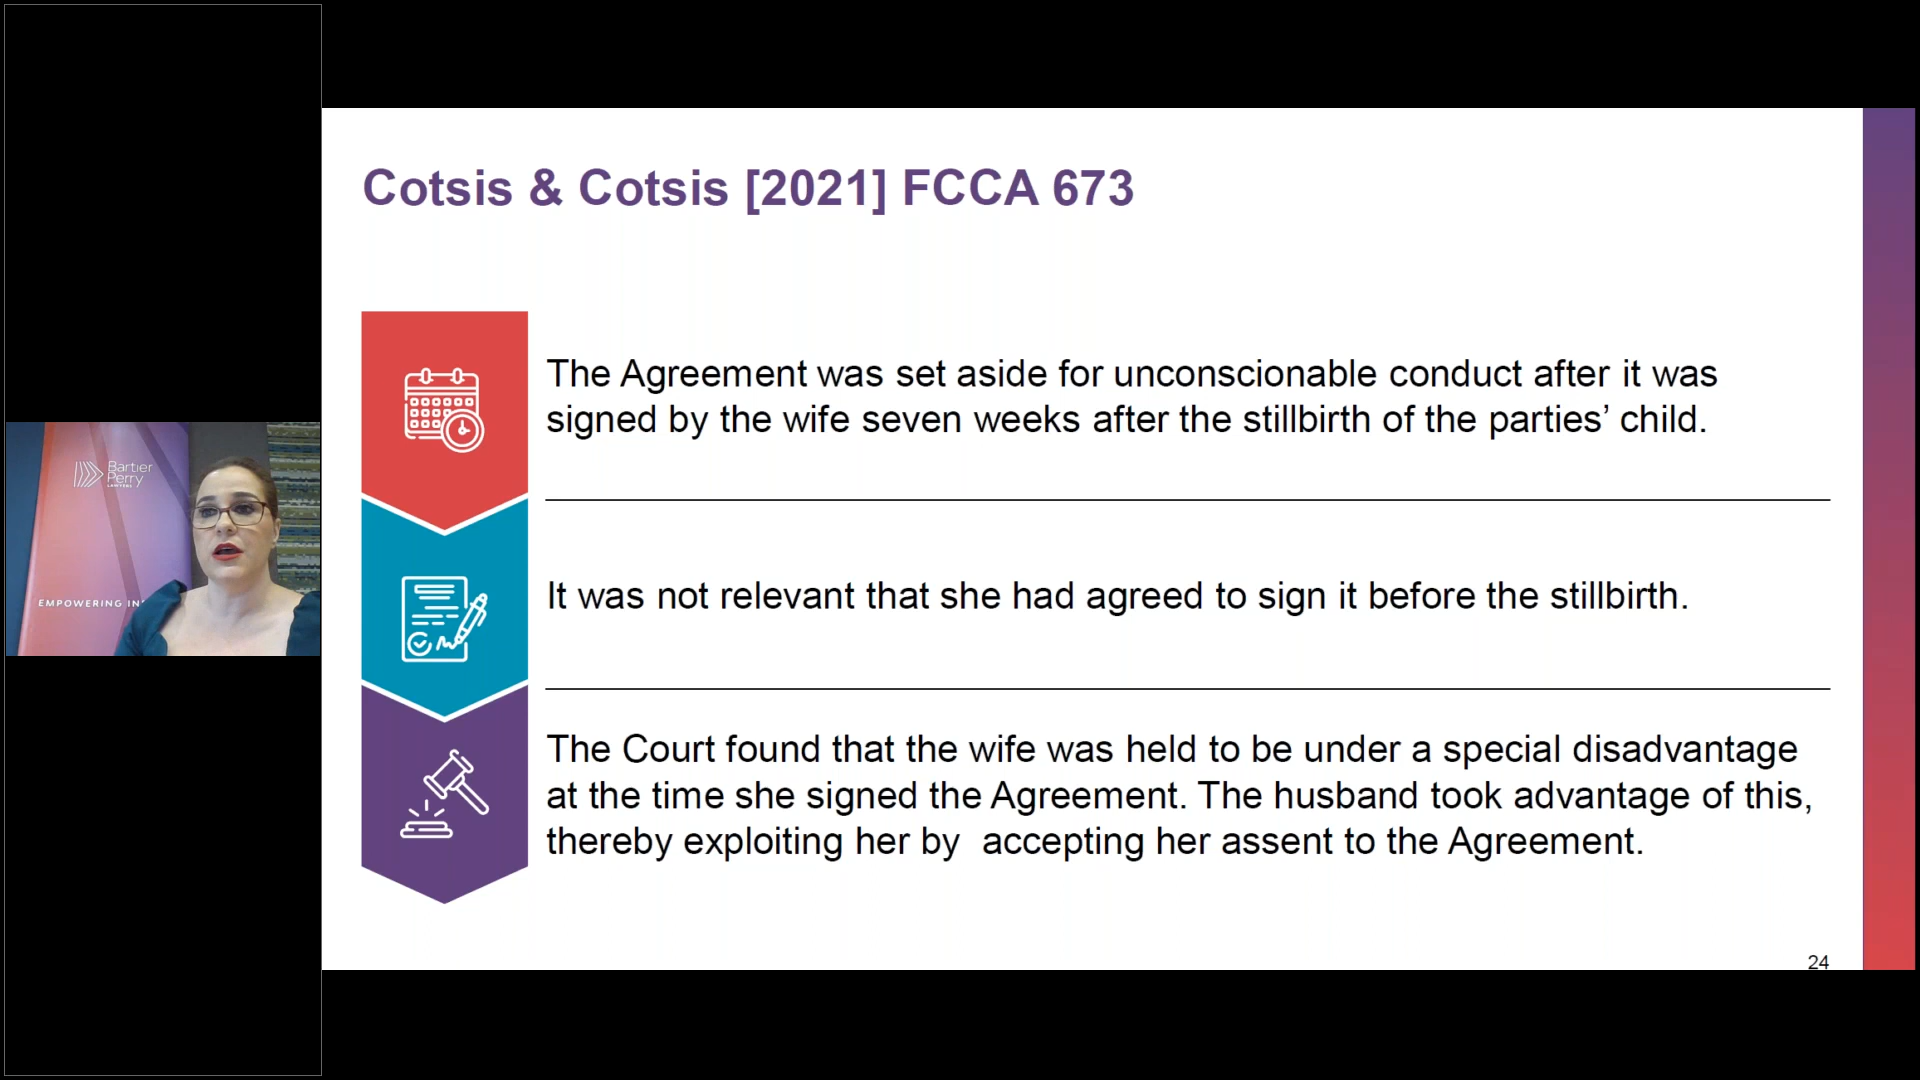 Cotsis & Cotsis [2021] FCCA 673
The Agreement was set aside for unconscionable conduct after it was
signed by the wife seven weeks after the stillbirth of the parties’ child.
It was not relevant that she had agreed to sign it before the stillbirth.
The Court found that the wife was held to be under a special disadvantage
at the time she signed the Agreement. The husband took advantage of this,
thereby exploiting her by  accepting her assent to the Agreement.
24
Bartier
Perry
LAWYERS
EMPOWERING IN